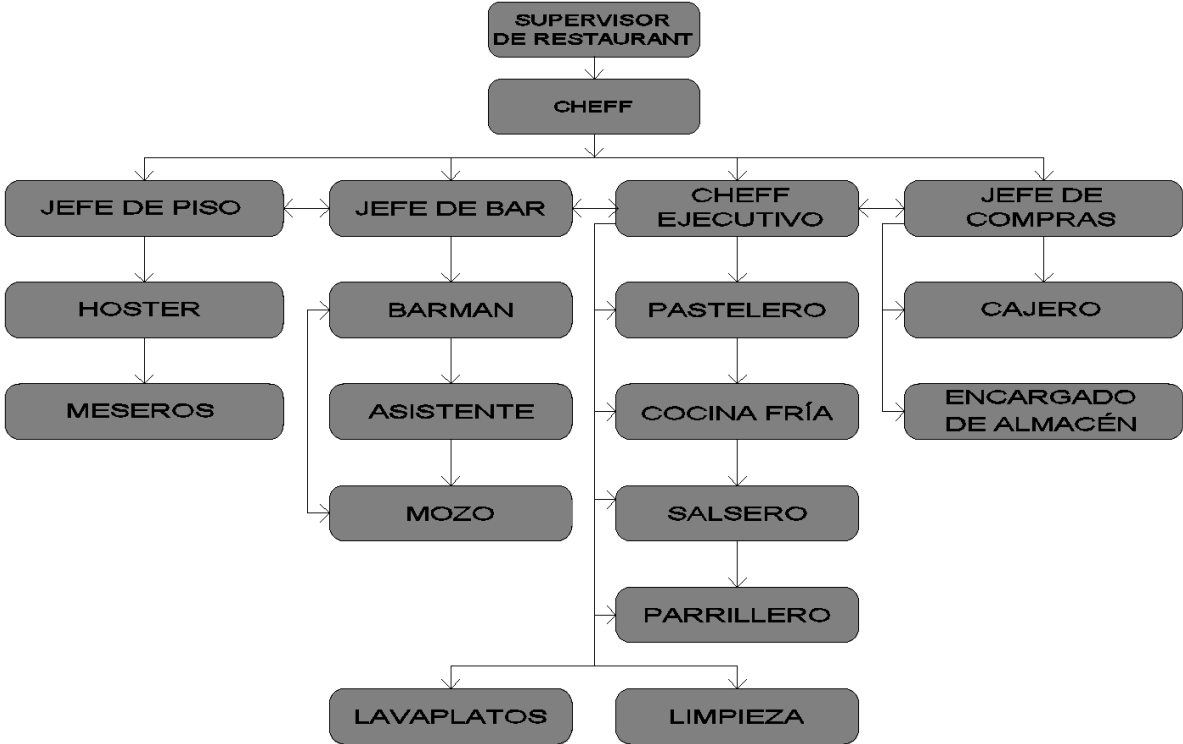 SUPERVISOR
DE RESTAURANT
CHEFF
JEFE DE PISO
JEFE DE BAR
CHEFF
EJECUTIVO
JEFE DE
COMPRAS
HOSTER
BARMAN
PASTELERO
CAJERO
MESEROS
ASISTENTE
COCINA FRÍA
ENCARGADO
DE ALMACÉN
MOZO
SALSERO
PARRILLERO
LAVAPLATOS
LIMPIEZA